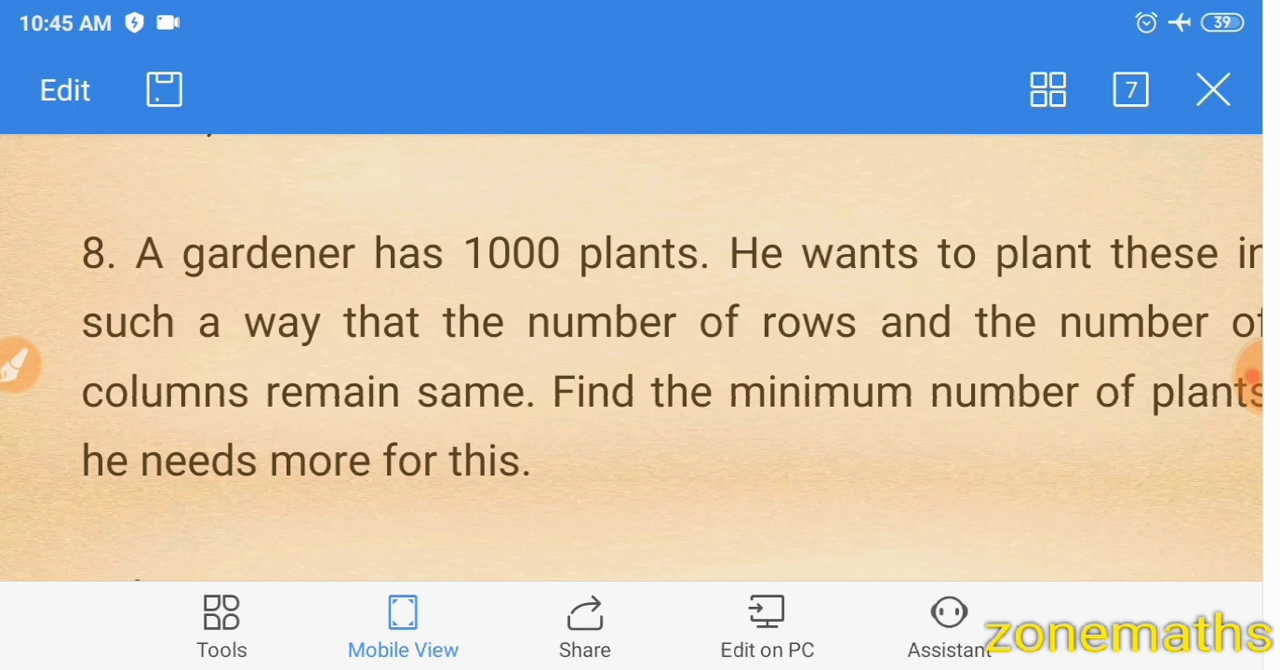 10:45 AM 39
Edit 7
8. A gardener has 1000 plants. He wants to plant these in
such a way that the number of rows and the number of
columns remain same. Find the minimum number of plants
he needs more for this.
Tools Mobile View Share Edit on PC Assistant
zonemaths